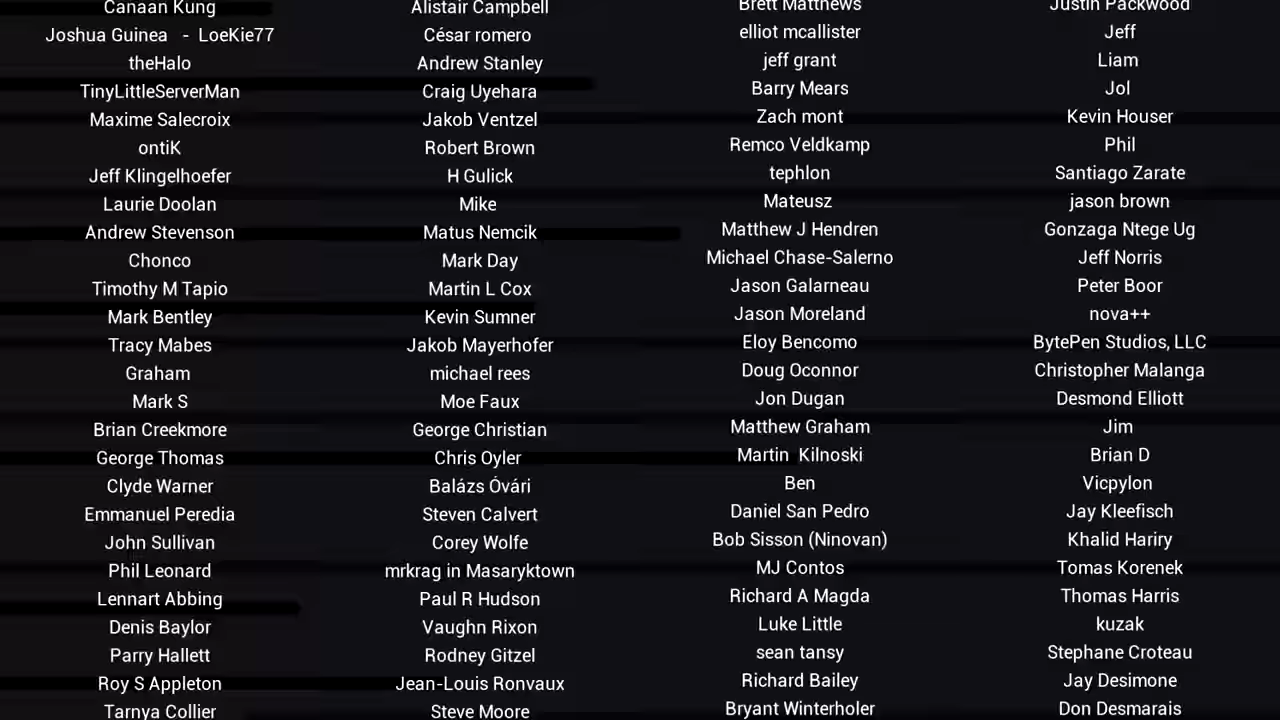 Canaan Kung
Joshua Guinea - LoeKie77
theHalo
TinyLittleServerMan
Maxime Salecroix
ontiK
Jeff Klingelhoefer
Laurie Doolan
Andrew Stevenson
Chonco
Timothy M Tapio
Mark Bentley
Tracy Mabes
Graham
Mark S
Brian Creekmore
George Thomas
Clyde Warner
Emmanuel Peredia
John Sullivan
Phil Leonard
Lennart Abbing
Denis Baylor
Parry Hallett
Roy S Appleton
Tarnya Collier
Alistair Campbell
César romero
Andrew Stanley
Craig Uyehara
Jakob Ventzel
Robert Brown
H Gulick
Mike
Matus Nemcik
Mark Day
Martin L Cox
Kevin Sumner
Jakob Mayerhofer
michael rees
Moe Faux
George Christian
Chris Oyler
Balázs Óvári
Steven Calvert
Corey Wolfe
mrkrag in Masaryktown
Paul R Hudson
Vaughn Rixon
Rodney Gitzel
Jean-Louis Ronvaux
Steve Moore
Brett Matthews
elliot mcallister
jeff grant
Barry Mears
Zach mont
Remco Veldkamp
tephlon
Mateusz
Matthew J Hendren
Michael Chase-Salerno
Jason Galarneau
Jason Moreland
Eloy Bencomo
Doug Oconnor
Jon Dugan
Matthew Graham
Martin Kilnoski
Ben
Daniel San Pedro
Bob Sisson (Ninovan)
MJ Contos
Richard A Magda
Luke Little
sean tansy
Richard Bailey
Bryant Winterholer
Justin Packwood
Jeff
Liam
Jol
Kevin Houser
Phil
Santiago Zarate
jason brown
Gonzaga Ntege Ug
Jeff Norris
Peter Boor
nova++
BytePen Studios, LLC
Christopher Malanga
Desmond Elliott
Jim
Brian D
Vicpylon
Jay Kleefisch
Khalid Hariry
Tomas Korenek
Thomas Harris
kuzak
Stephane Croteau
Jay Desimone
Don Desmarais